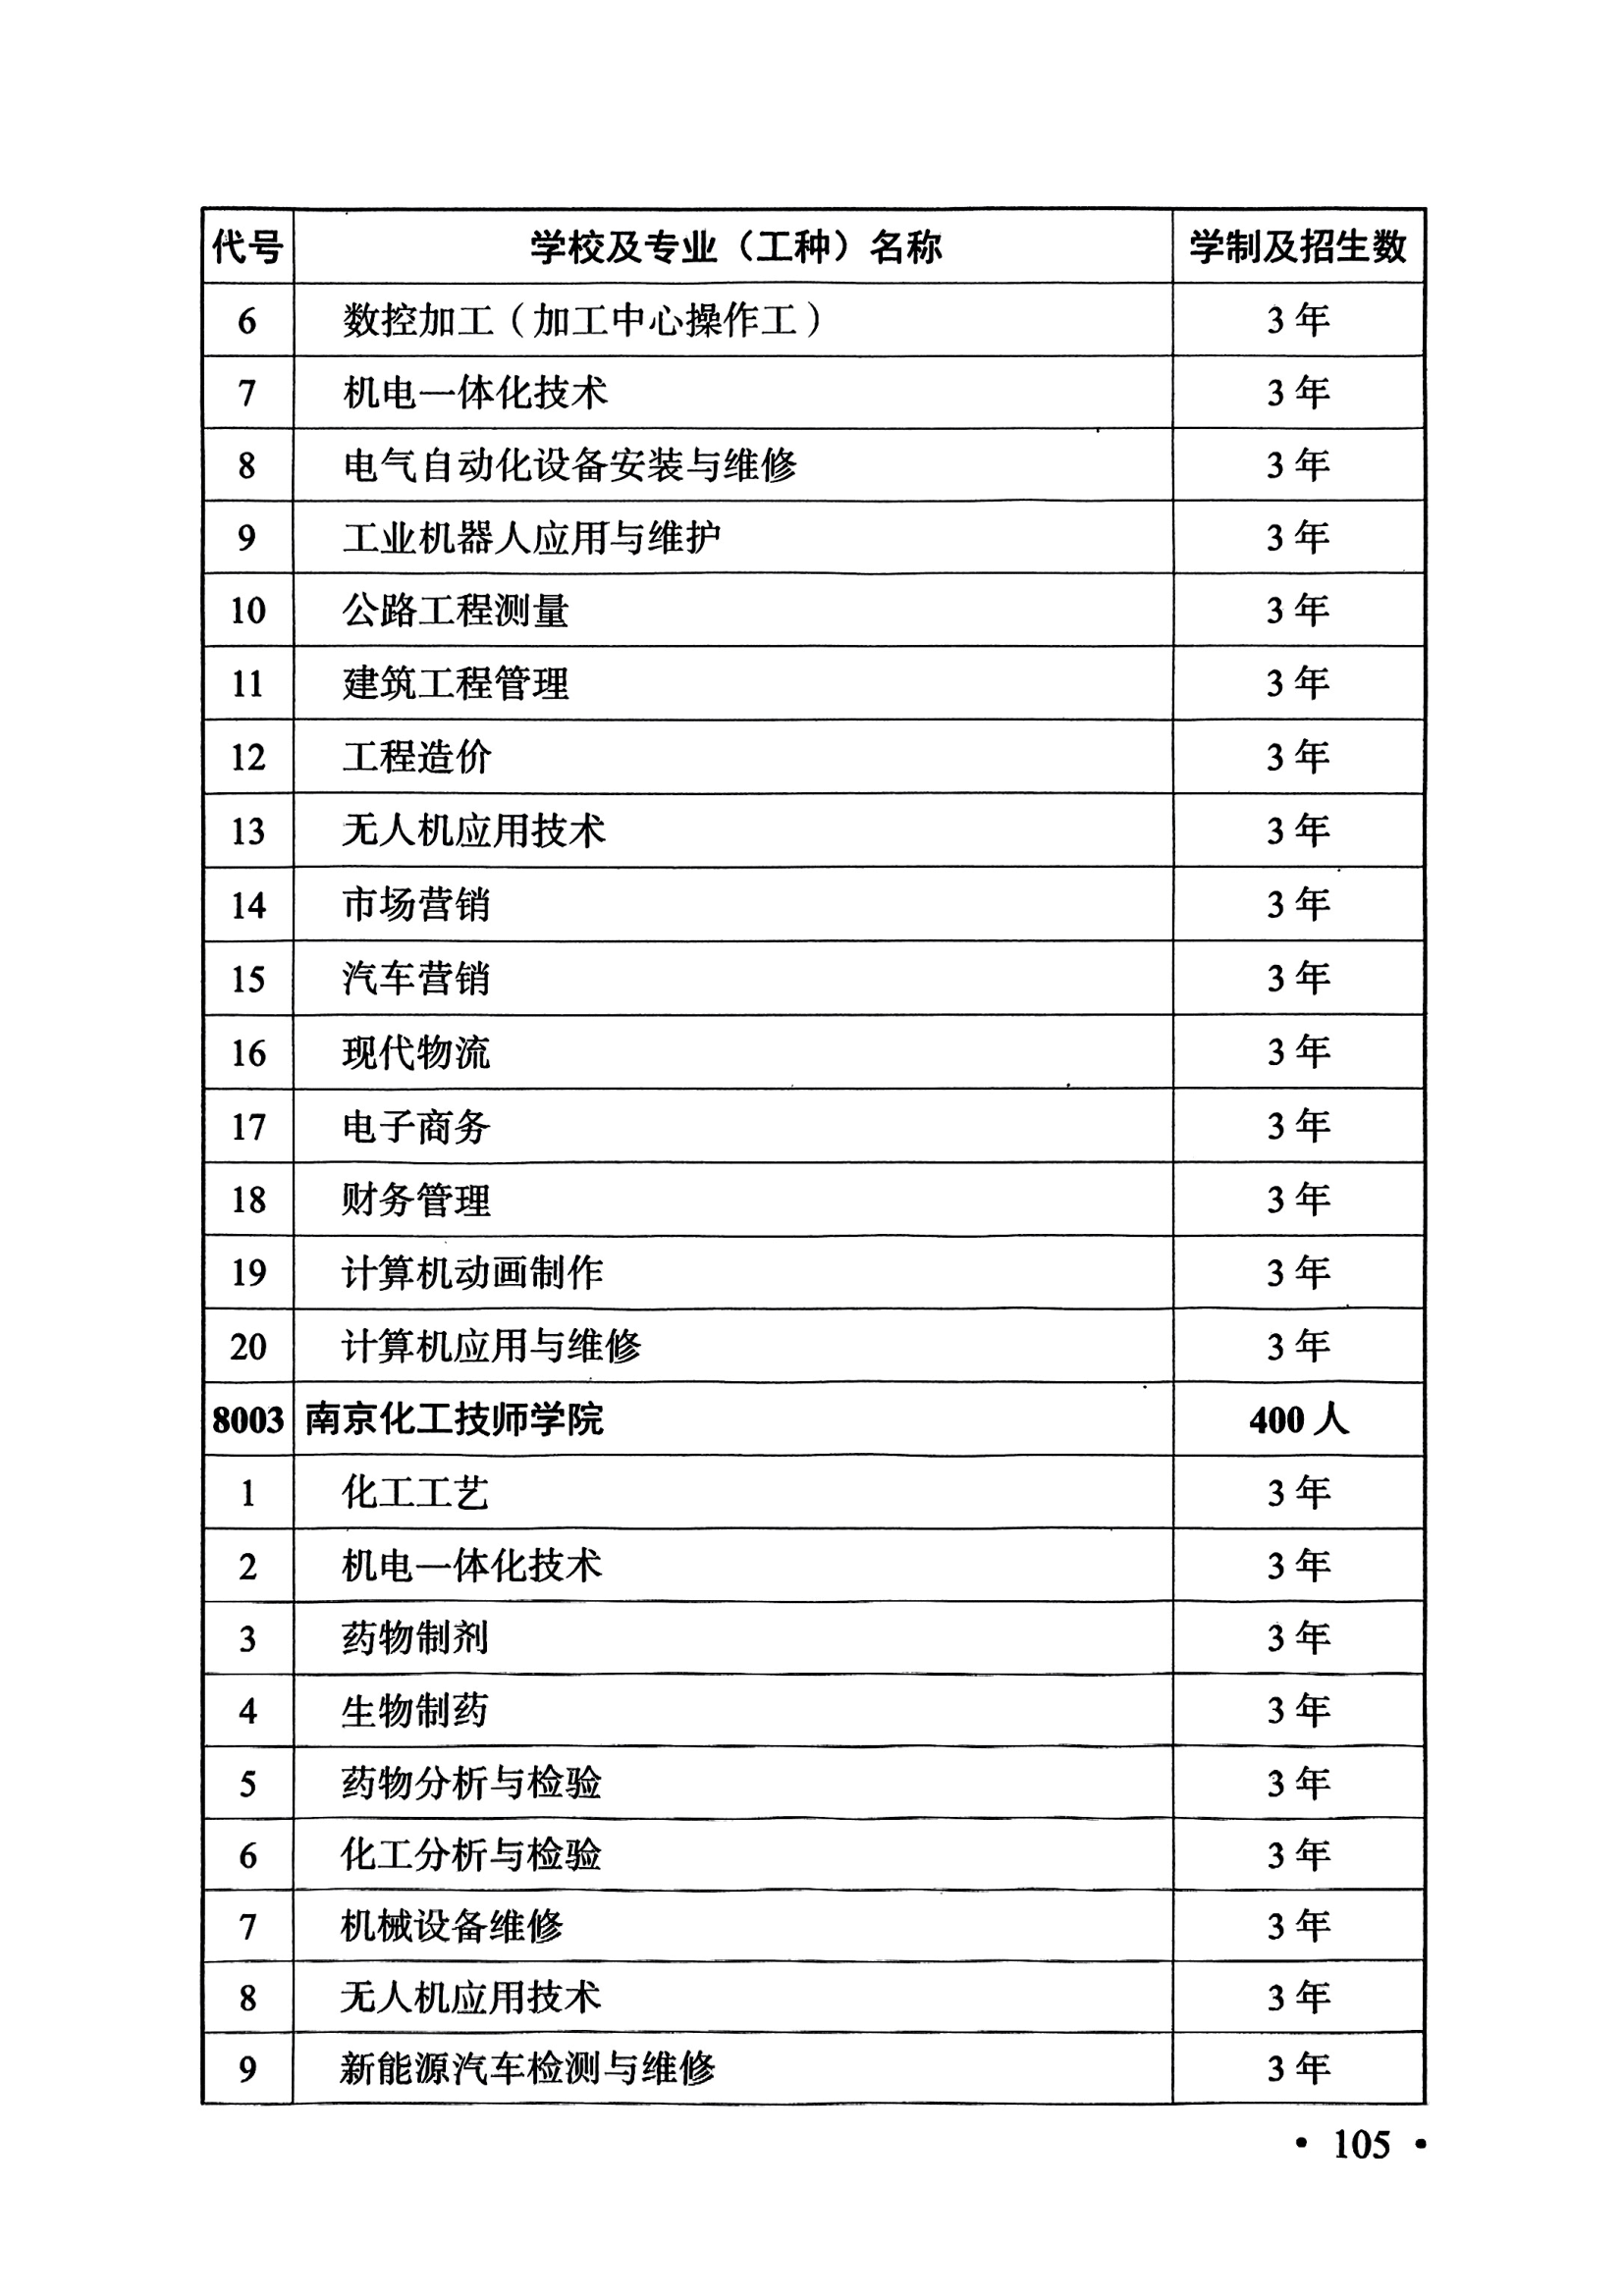 代号 学校及专业（工种）名称 学制及招生数
6 数控加工（加工中心操作工） 3 年
7 机电一体化技术 3 年
8 电气自动化设备安装与维修 3 年
9 工业机器人应用与维护 3 年
10 公路工程测量 3 年
11 建筑工程管理 3 年
12 工程造价 3 年
13 无人机应用技术 3 年
14 市场营销 3 年
15 汽车营销 3 年
16 现代物流 3 年
17 电子商务 3 年
18 财务管理 3 年
19 计算机动画制作 3 年
20 计算机应用与维修 3 年
8003 南京化工技师学院 400 人
1 化工工艺 3 年
2 机电一体化技术 3 年
3 药物制剂 3 年
4 生物制药 3 年
5 药物分析与检验 3 年
6 化工分析与检验 3 年
7 机械设备维修 3 年
8 无人机应用技术 3 年
9 新能源汽车检测与维修 3 年
• 105 •